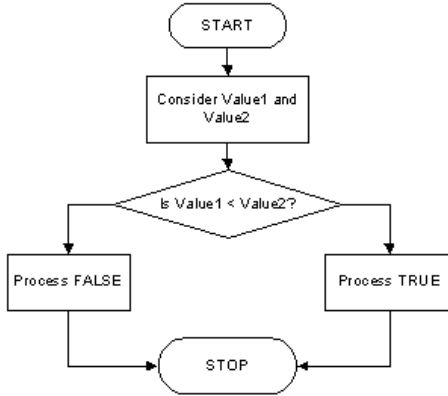 START
Consider Value1 and
Value2
Is Value1 < Value2?
Process FALSE
Process TRUE
STOP